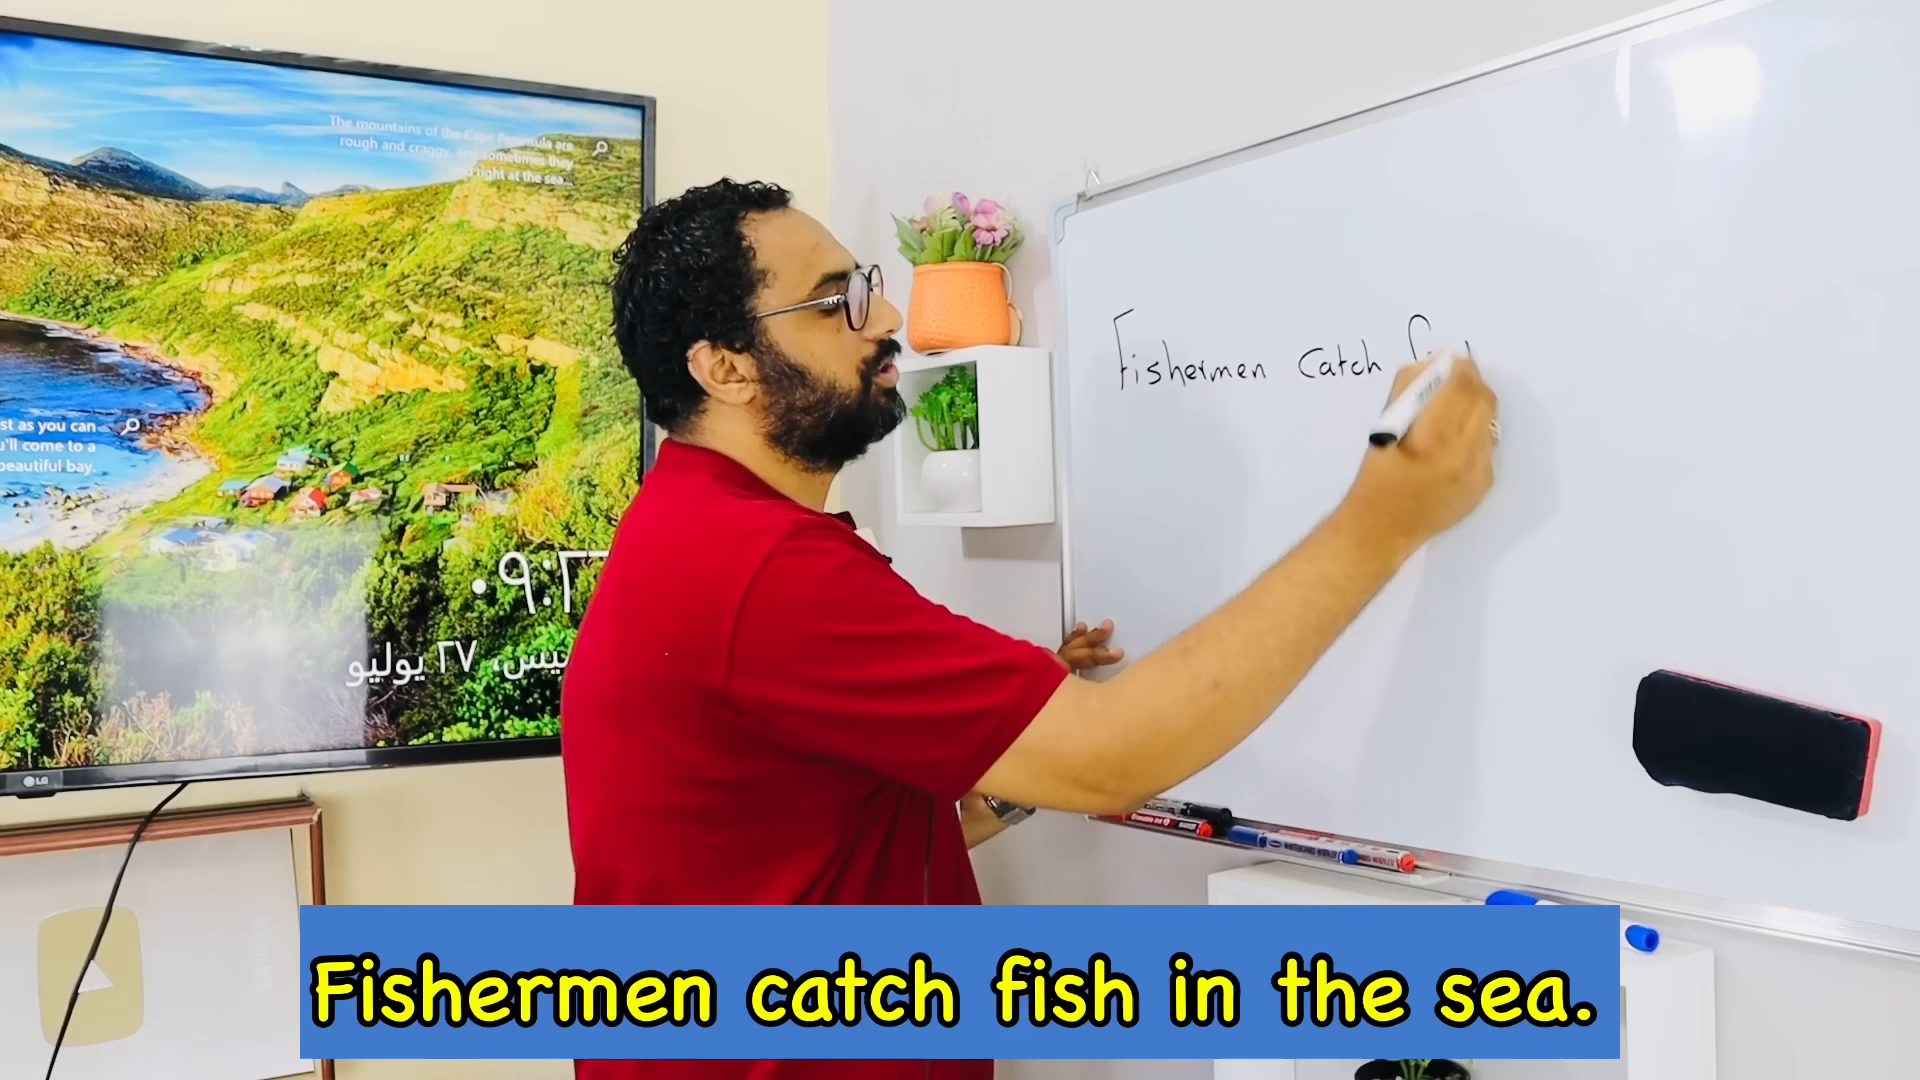 The mountains of the Cape Peninsula are
rough and craggy, and sometimes they
right at the sea...
st as you can
u'll come to a
beautiful bay.
٠٩:٢
٢٧ يوليو
LG
Fishermen catch
Fishermen catch fish in the sea.